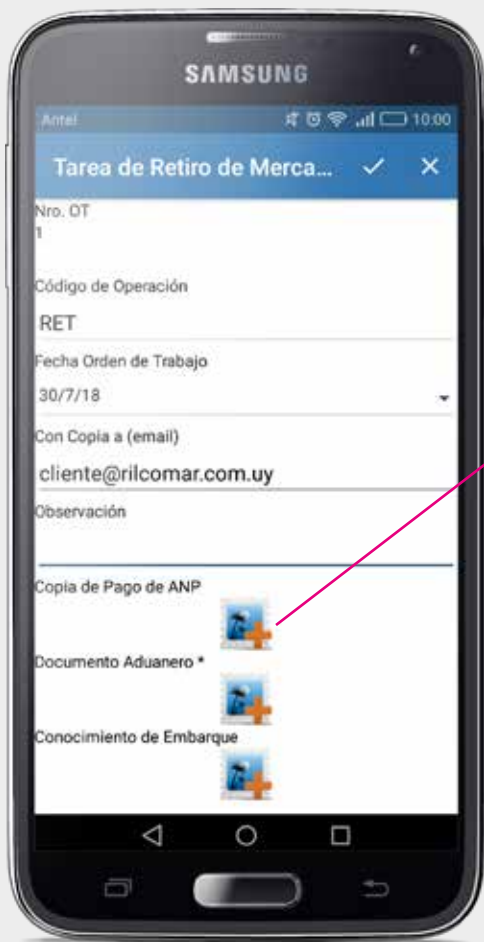 SAMSUNG
Antel 10:00
Tarea de Retiro de Merca...
Nro. OT
1
Código de Operación
RET
Fecha Orden de Trabajo
30/7/18
Con Copia a (email)
cliente@rilcomar.com.uy
Observación
Copia de Pago de ANP
Documento Aduanero *
Conocimiento de Embarque